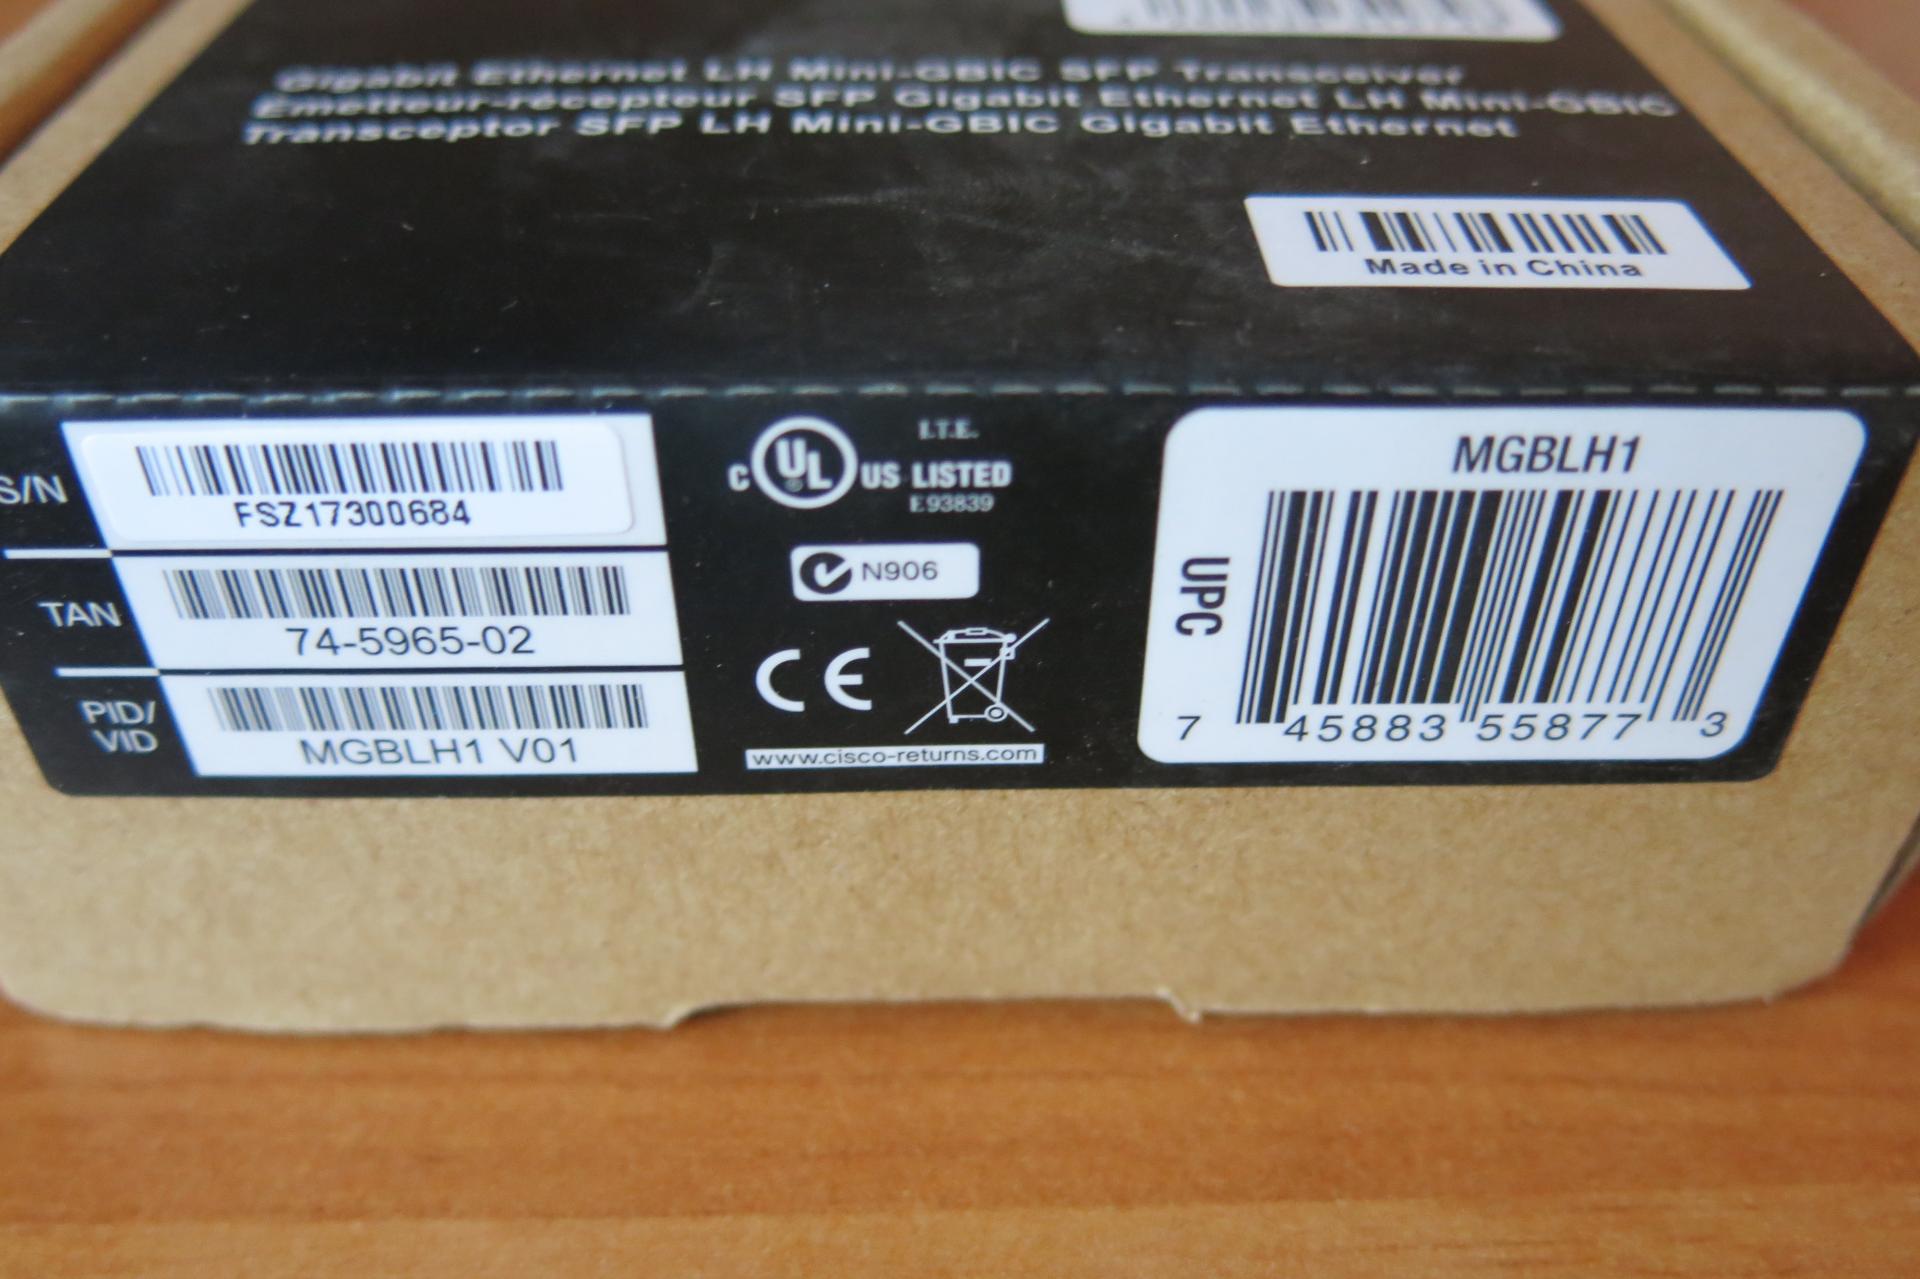 Gigabit Ethernet LH Mini-GBIC SFP Transceiver
Émetteur-récepteur SFP Gigabit Ethernet LH Mini-GBIC
Transceptor SFP LH Mini-GBIC Gigabit Ethernet
Made in China
S/N
FSZ17300684
TAN
74-5965-02
PID/
VID
MGBLH1 V01
C UL US LISTED
I.T.E.
E93839
N906
CE
www.cisco-returns.com
MGBLH1
UPC
7 45883 55877 3